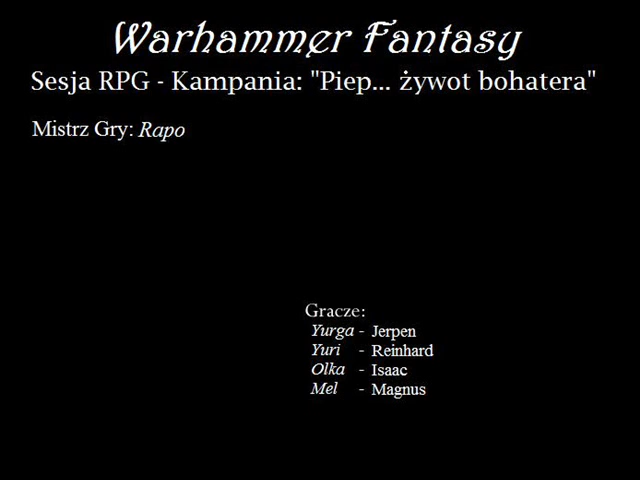 Warhammer Fantasy
Sesja RPG - Kampania: "Piep... żywot bohatera"
Mistrz Gry: Rapo
Gracze:
Yurga - Jerpen
Yuri - Reinhard
Olka - Isaac
Mel - Magnus